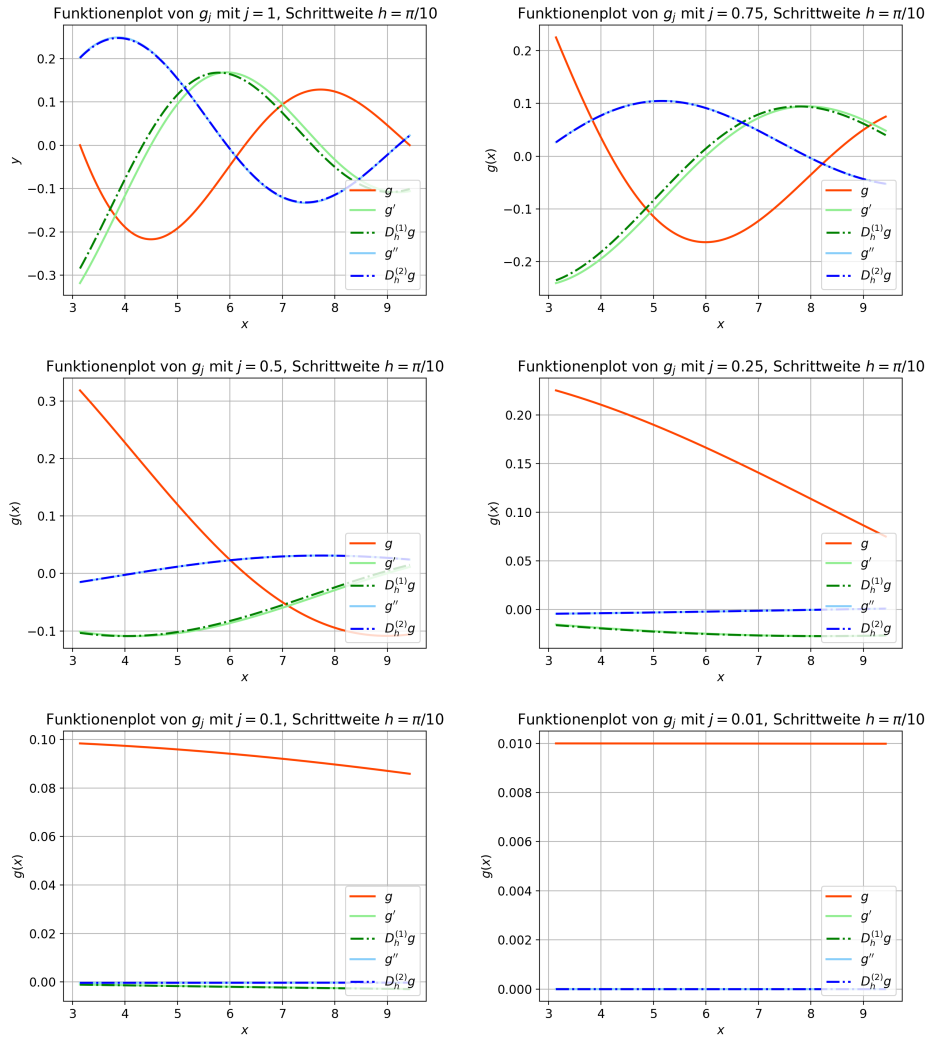 Funktionenplot von g_j mit j = 1, Schrittweite h = π/10
0.2
0.1
0.0
−0.1
−0.2
−0.3
y
3 4 5 6 7 8 9
x
g
g′
D_h^(1)g
g″
D_h^(2)g
Funktionenplot von g_j mit j = 0.75, Schrittweite h = π/10
0.2
0.1
0.0
−0.1
−0.2
g(x)
3 4 5 6 7 8 9
x
g
g′
D_h^(1)g
g″
D_h^(2)g
Funktionenplot von g_j mit j = 0.5, Schrittweite h = π/10
0.3
0.2
0.1
0.0
−0.1
g(x)
3 4 5 6 7 8 9
x
g
g′
D_h^(1)g
g″
D_h^(2)g
Funktionenplot von g_j mit j = 0.25, Schrittweite h = π/10
0.20
0.15
0.10
0.05
0.00
g(x)
3 4 5 6 7 8 9
x
g
g′
D_h^(1)g
g″
D_h^(2)g
Funktionenplot von g_j mit j = 0.1, Schrittweite h = π/10
0.10
0.08
0.06
0.04
0.02
0.00
g(x)
3 4 5 6 7 8 9
x
g
g′
D_h^(1)g
g″
D_h^(2)g
Funktionenplot von g_j mit j = 0.01, Schrittweite h = π/10
0.010
0.008
0.006
0.004
0.002
0.000
g(x)
3 4 5 6 7 8 9
x
g
g′
D_h^(1)g
g″
D_h^(2)g